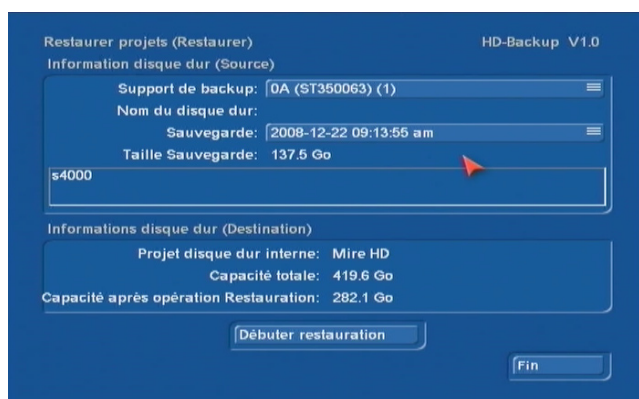 Restaurer projets (Restaurer) HD-Backup V1.0
Information disque dur (Source)
Support de backup: 0A (ST350063) (1)
Nom du disque dur:
Sauvegarde: 2008-12-22 09:13:55 am
Taille Sauvegarde: 137.5 Go
s4000
Informations disque dur (Destination)
Projet disque dur interne: Mire HD
Capacité totale: 419.6 Go
Capacité après opération Restauration: 282.1 Go
Débuter restauration
Fin